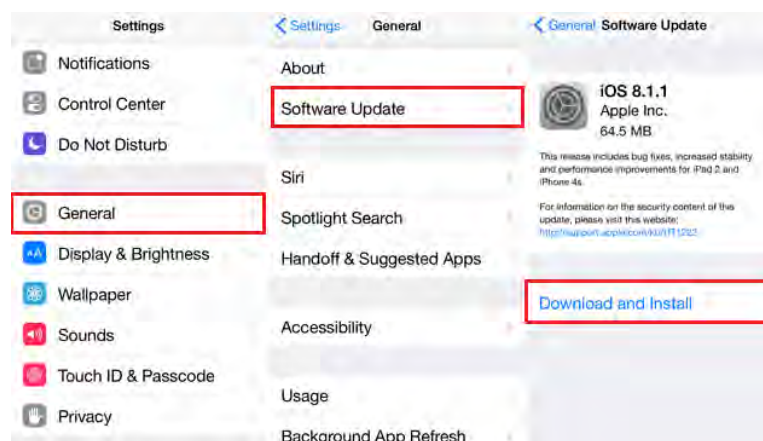 Settings
Notifications
Control Center
Do Not Disturb
General
Display & Brightness
Wallpaper
Sounds
Touch ID & Passcode
Privacy
Settings
General
About
Software Update
Siri
Spotlight Search
Handoff & Suggested Apps
Accessibility
Usage
Background App Refresh
General
Software Update
iOS 8.1.1
Apple Inc.
64.5 MB
This release includes bug fixes, increased stability
and performance improvements for iPad 2 and
iPhone 4s.
For information on the security content of this
update, please visit this website:
Download and Install